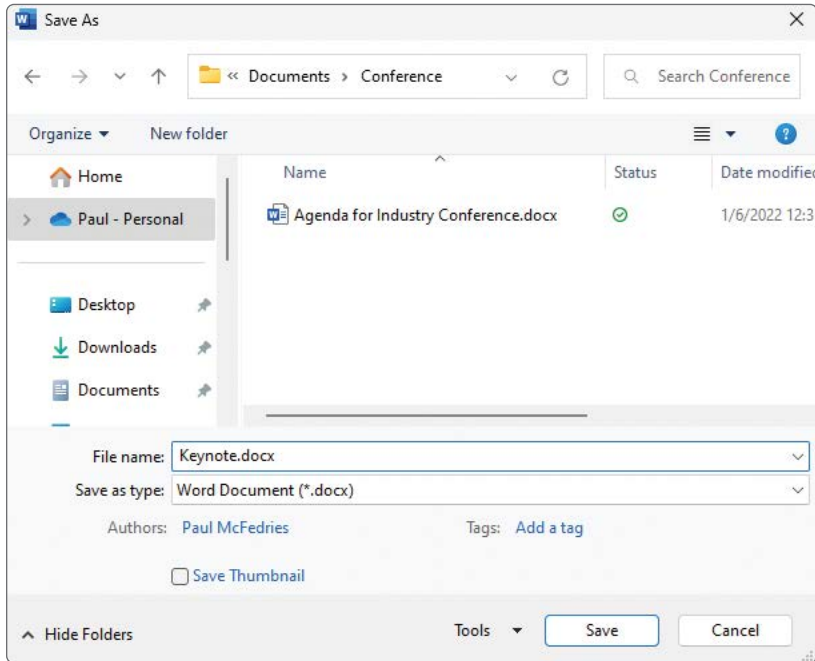 Save As
« Documents › Conference
Search Conference
Organize New folder
Home
Paul - Personal
Desktop
Downloads
Documents
Name Status Date modified
Agenda for Industry Conference.docx 1/6/2022 12:3
File name: Keynote.docx
Save as type: Word Document (*.docx)
Authors: Paul McFedries Tags: Add a tag
Save Thumbnail
Hide Folders Tools Save Cancel